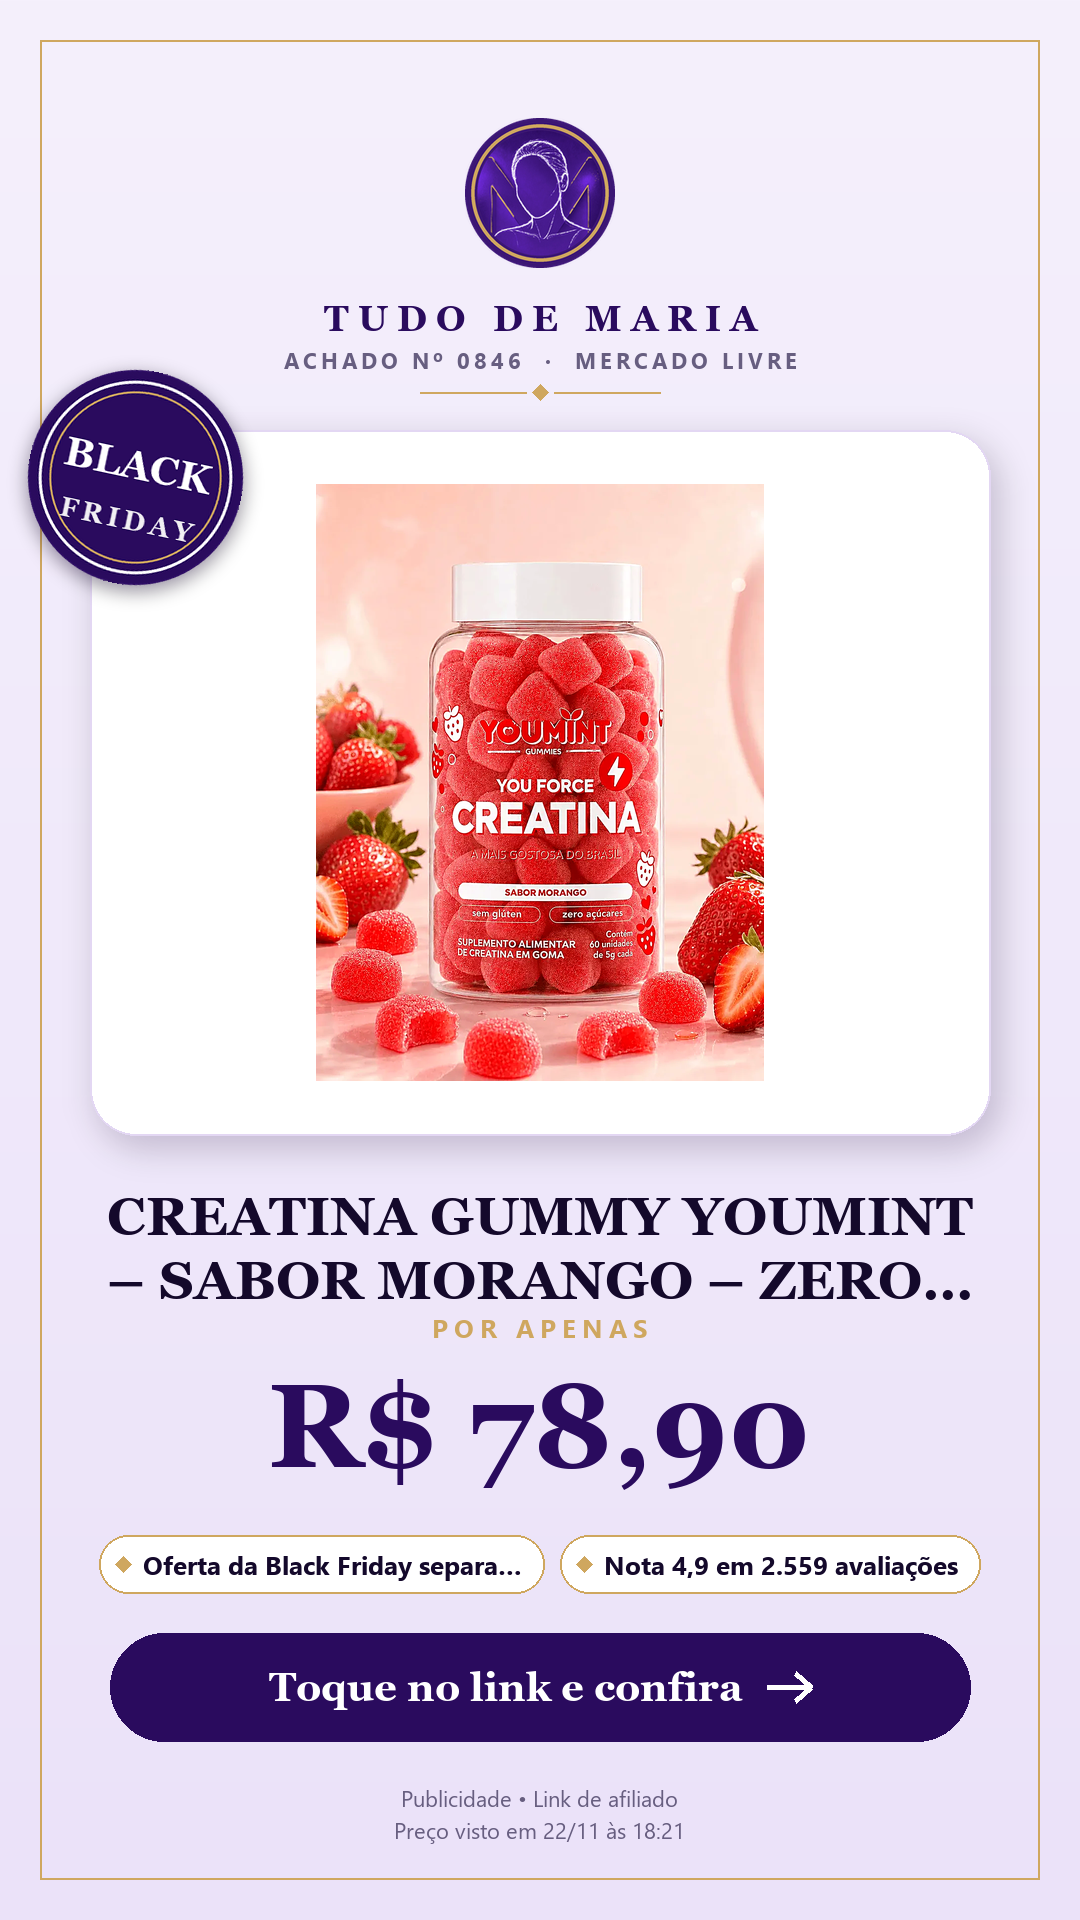 TUDO DE MARIA
ACHADO Nº 0846 · MERCADO LIVRE
BLACK
FRIDAY
YOUMINT
GUMMIES
YOU FORCE
CREATINA
A MAIS GOSTOSA DO BRASIL
SABOR MORANGO
sem glúten
zero açúcares
SUPLEMENTO ALIMENTAR
DE CREATINA EM GOMA
Contém
60 unidades
de 5g cada
CREATINA GUMMY YOUMINT
– SABOR MORANGO – ZERO...
POR APENAS
R$ 78,90
Oferta da Black Friday separa...
Nota 4,9 em 2.559 avaliações
Toque no link e confira →
Publicidade • Link de afiliado
Preço visto em 22/11 às 18:21